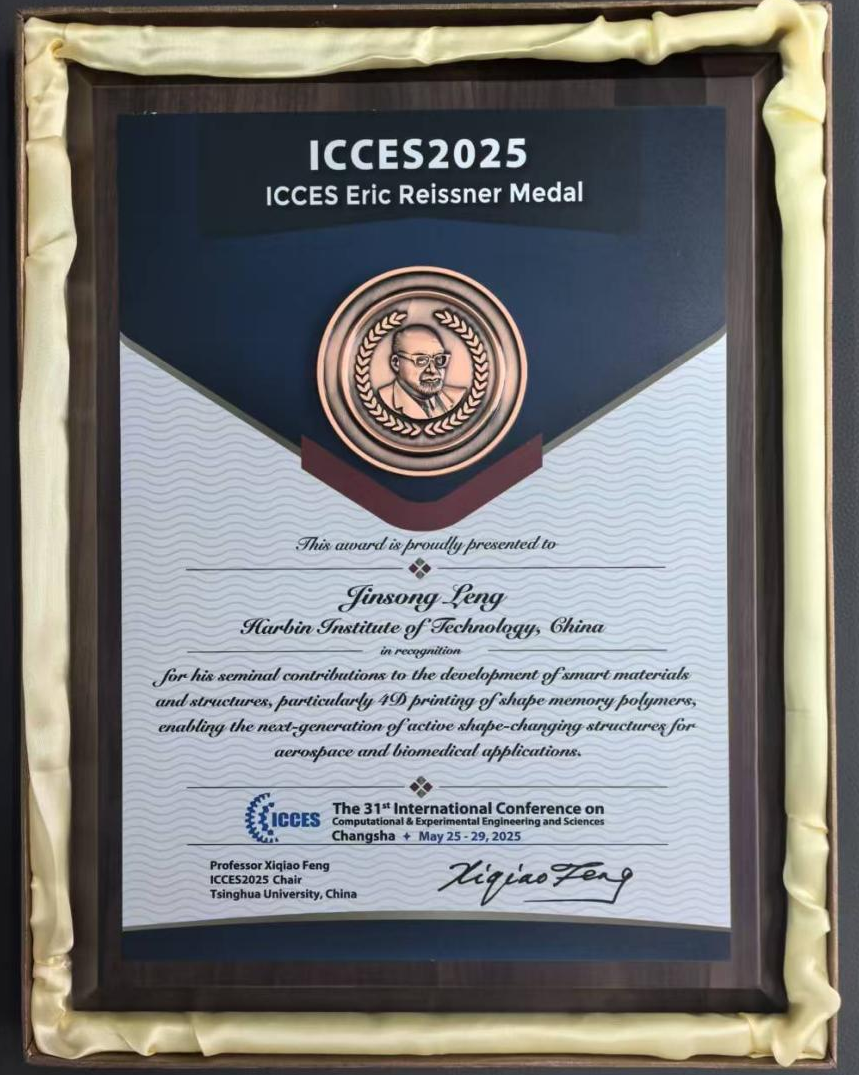 ICCES2025
ICCES Eric Reissner Medal
This award is proudly presented to
Jinsong Leng
Harbin Institute of Technology, China
in recognition
for his seminal contributions to the development of smart materials
and structures, particularly 4D printing of shape memory polymers,
enabling the next-generation of active shape-changing structures for
aerospace and biomedical applications.
ICCES
The 31st International Conference on
Computational & Experimental Engineering and Sciences
Changsha + May 25 - 29, 2025
Professor Xiqiao Feng
ICCES2025 Chair
Tsinghua University, China
Xiqiao Feng